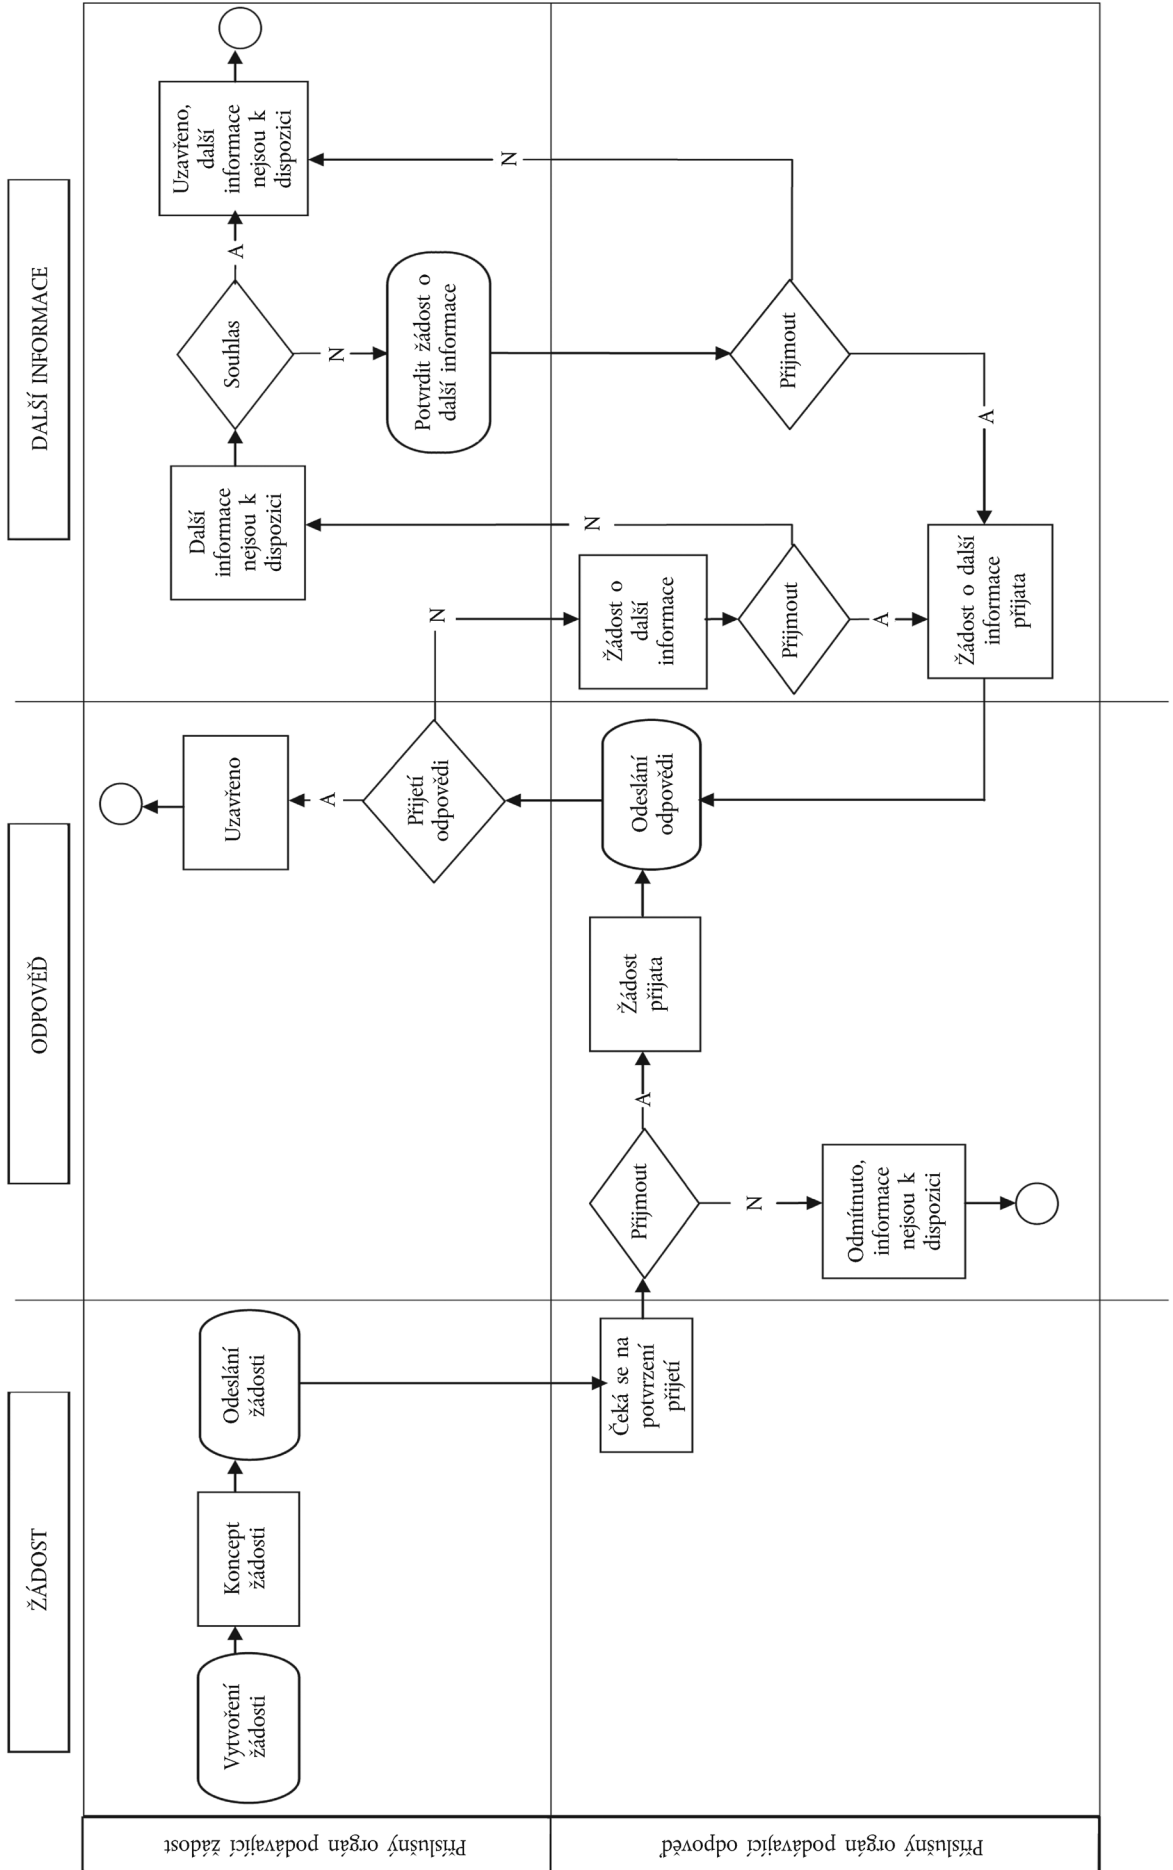 ŽÁDOST
ODPOVĚĎ
DALŠÍ INFORMACE
Příslušný orgán podávající žádost
Vytvoření
žádosti
Koncept
žádosti
Odeslání
žádosti
Uzavřeno
A
Přijetí
odpovědi
N
Další
informace
nejsou k
dispozici
Souhlas
A
N
Uzavřeno,
další
informace
nejsou k
dispozici
Potvrdit žádost o
další informace
Příslušný orgán podávající odpověď
Čeká se na
potvrzení
přijetí
Přijmout
A
N
Odmítnuto,
informace
nejsou k
dispozici
Žádost
přijata
Odeslání
odpovědi
Žádost o
další
informace
Přijmout
N
A
Žádost o další
informace
přijata
Přijmout
N
A